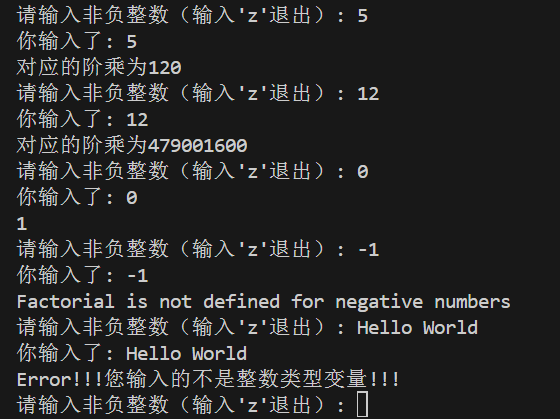 请输入非负整数（输入'z'退出）: 5
你输入了: 5
对应的阶乘为120
请输入非负整数（输入'z'退出）: 12
你输入了: 12
对应的阶乘为479001600
请输入非负整数（输入'z'退出）: 0
你输入了: 0
1
请输入非负整数（输入'z'退出）: -1
你输入了: -1
Factorial is not defined for negative numbers
请输入非负整数（输入'z'退出）: Hello World
你输入了: Hello World
Error!!!您输入的不是整数类型变量!!!
请输入非负整数（输入'z'退出）: